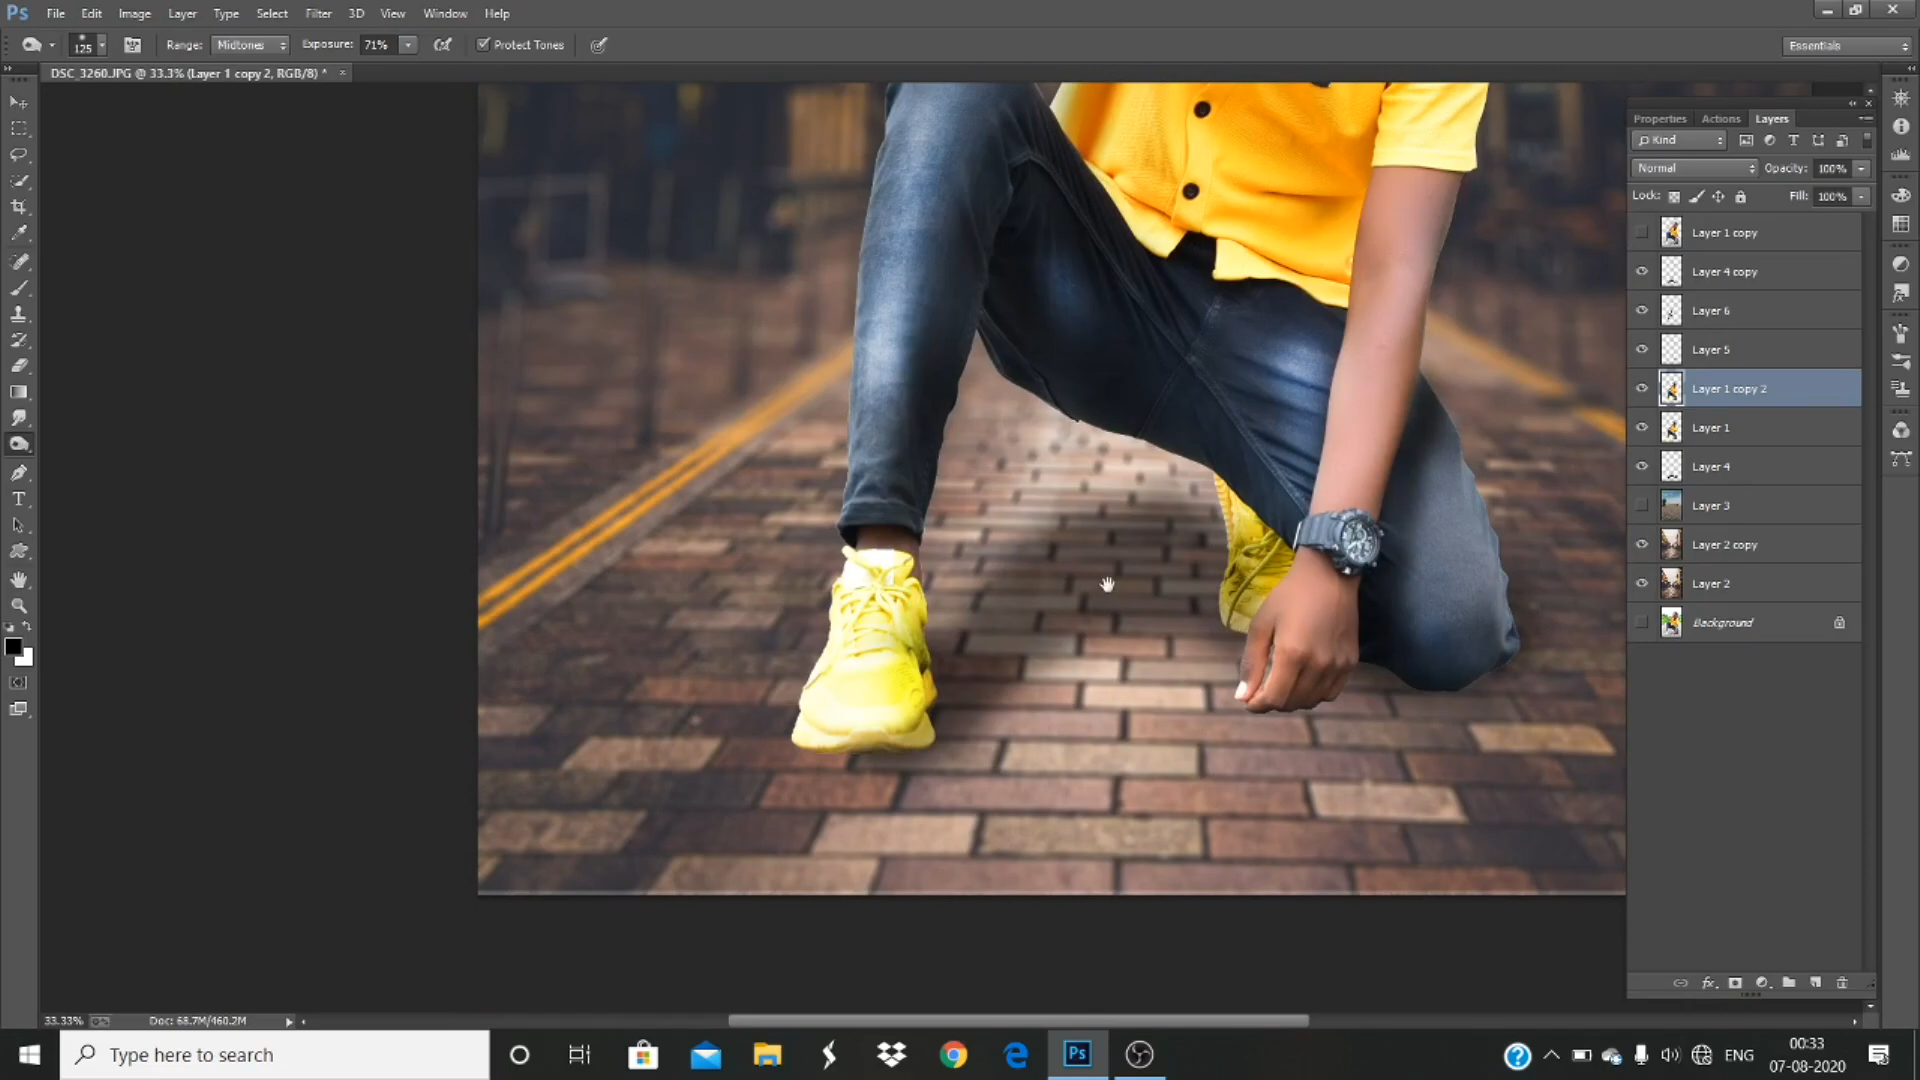 Ps File Edit Image Layer Type Select Filter 3D View Window Help
125 Range: Midtones Exposure: 71% Protect Tones Essentials
DSC_3260.JPG @ 33.3% (Layer 1 copy 2, RGB/8) * ×
Properties Actions Layers
Kind
Normal Opacity: 100%
Lock: Fill: 100%
Layer 1 copy
Layer 4 copy
Layer 6
Layer 5
Layer 1 copy 2
Layer 1
Layer 4
Layer 3
Layer 2 copy
Layer 2
Background
33.33% Doc: 68.7M/460.2M
Type here to search
Ps
ENG
00:33
07-08-2020